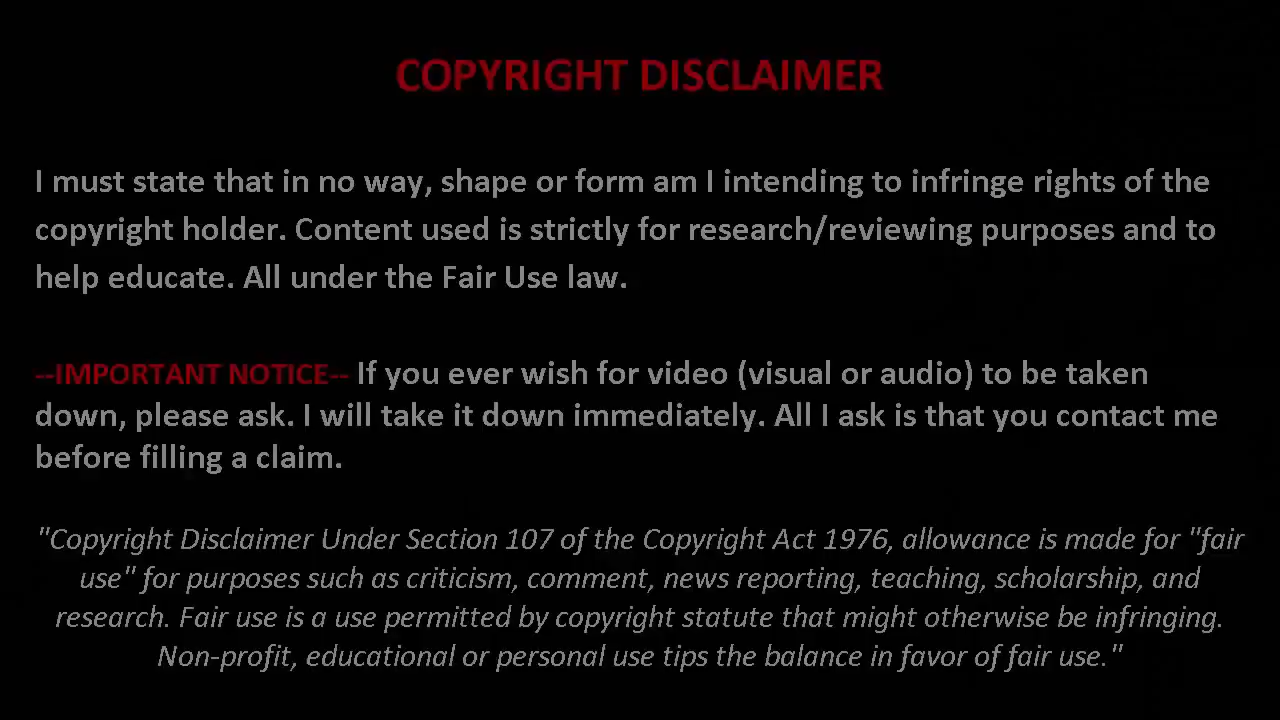 COPYRIGHT DISCLAIMER
I must state that in no way, shape or form am I intending to infringe rights of the
copyright holder. Content used is strictly for research/reviewing purposes and to
help educate. All under the Fair Use law.
--IMPORTANT NOTICE-- If you ever wish for video (visual or audio) to be taken
down, please ask. I will take it down immediately. All I ask is that you contact me
before filling a claim.
"Copyright Disclaimer Under Section 107 of the Copyright Act 1976, allowance is made for "fair
use" for purposes such as criticism, comment, news reporting, teaching, scholarship, and
research. Fair use is a use permitted by copyright statute that might otherwise be infringing.
Non-profit, educational or personal use tips the balance in favor of fair use."